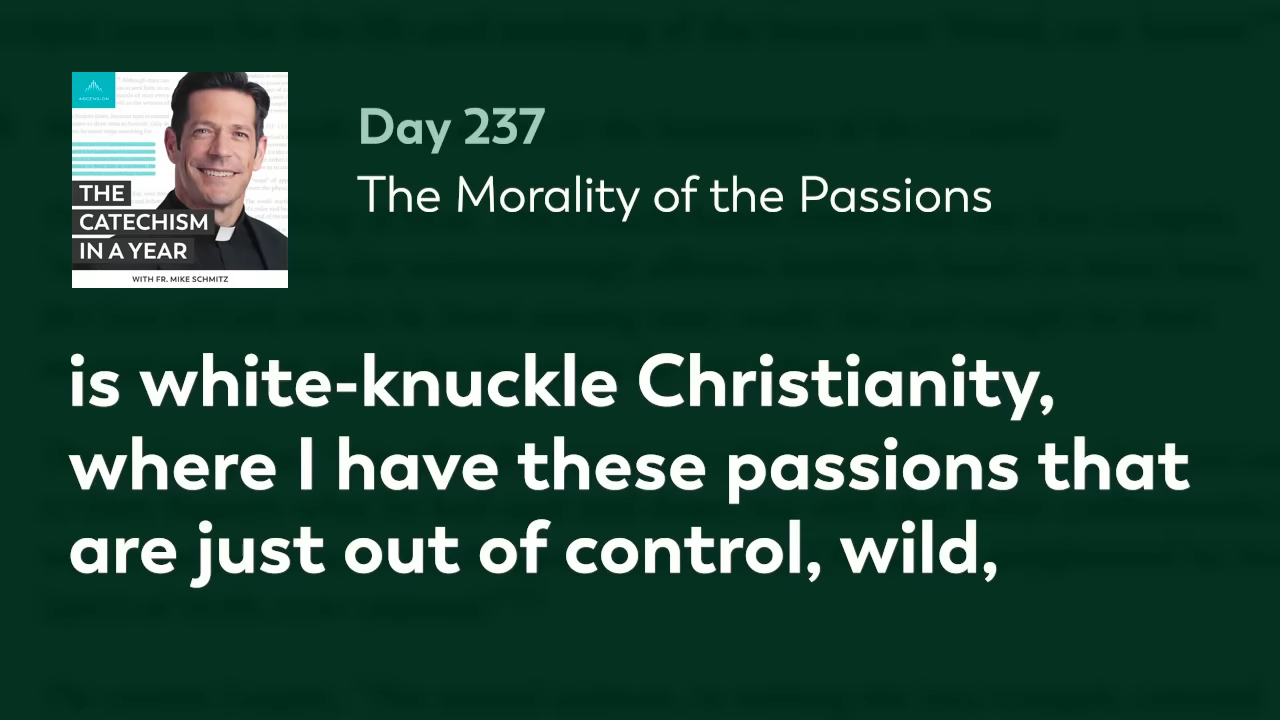 ASCENSION
THE
CATECHISM
IN A YEAR
WITH FR. MIKE SCHMITZ
Day 237
The Morality of the Passions
is white-knuckle Christianity,
where I have these passions that
are just out of control, wild,